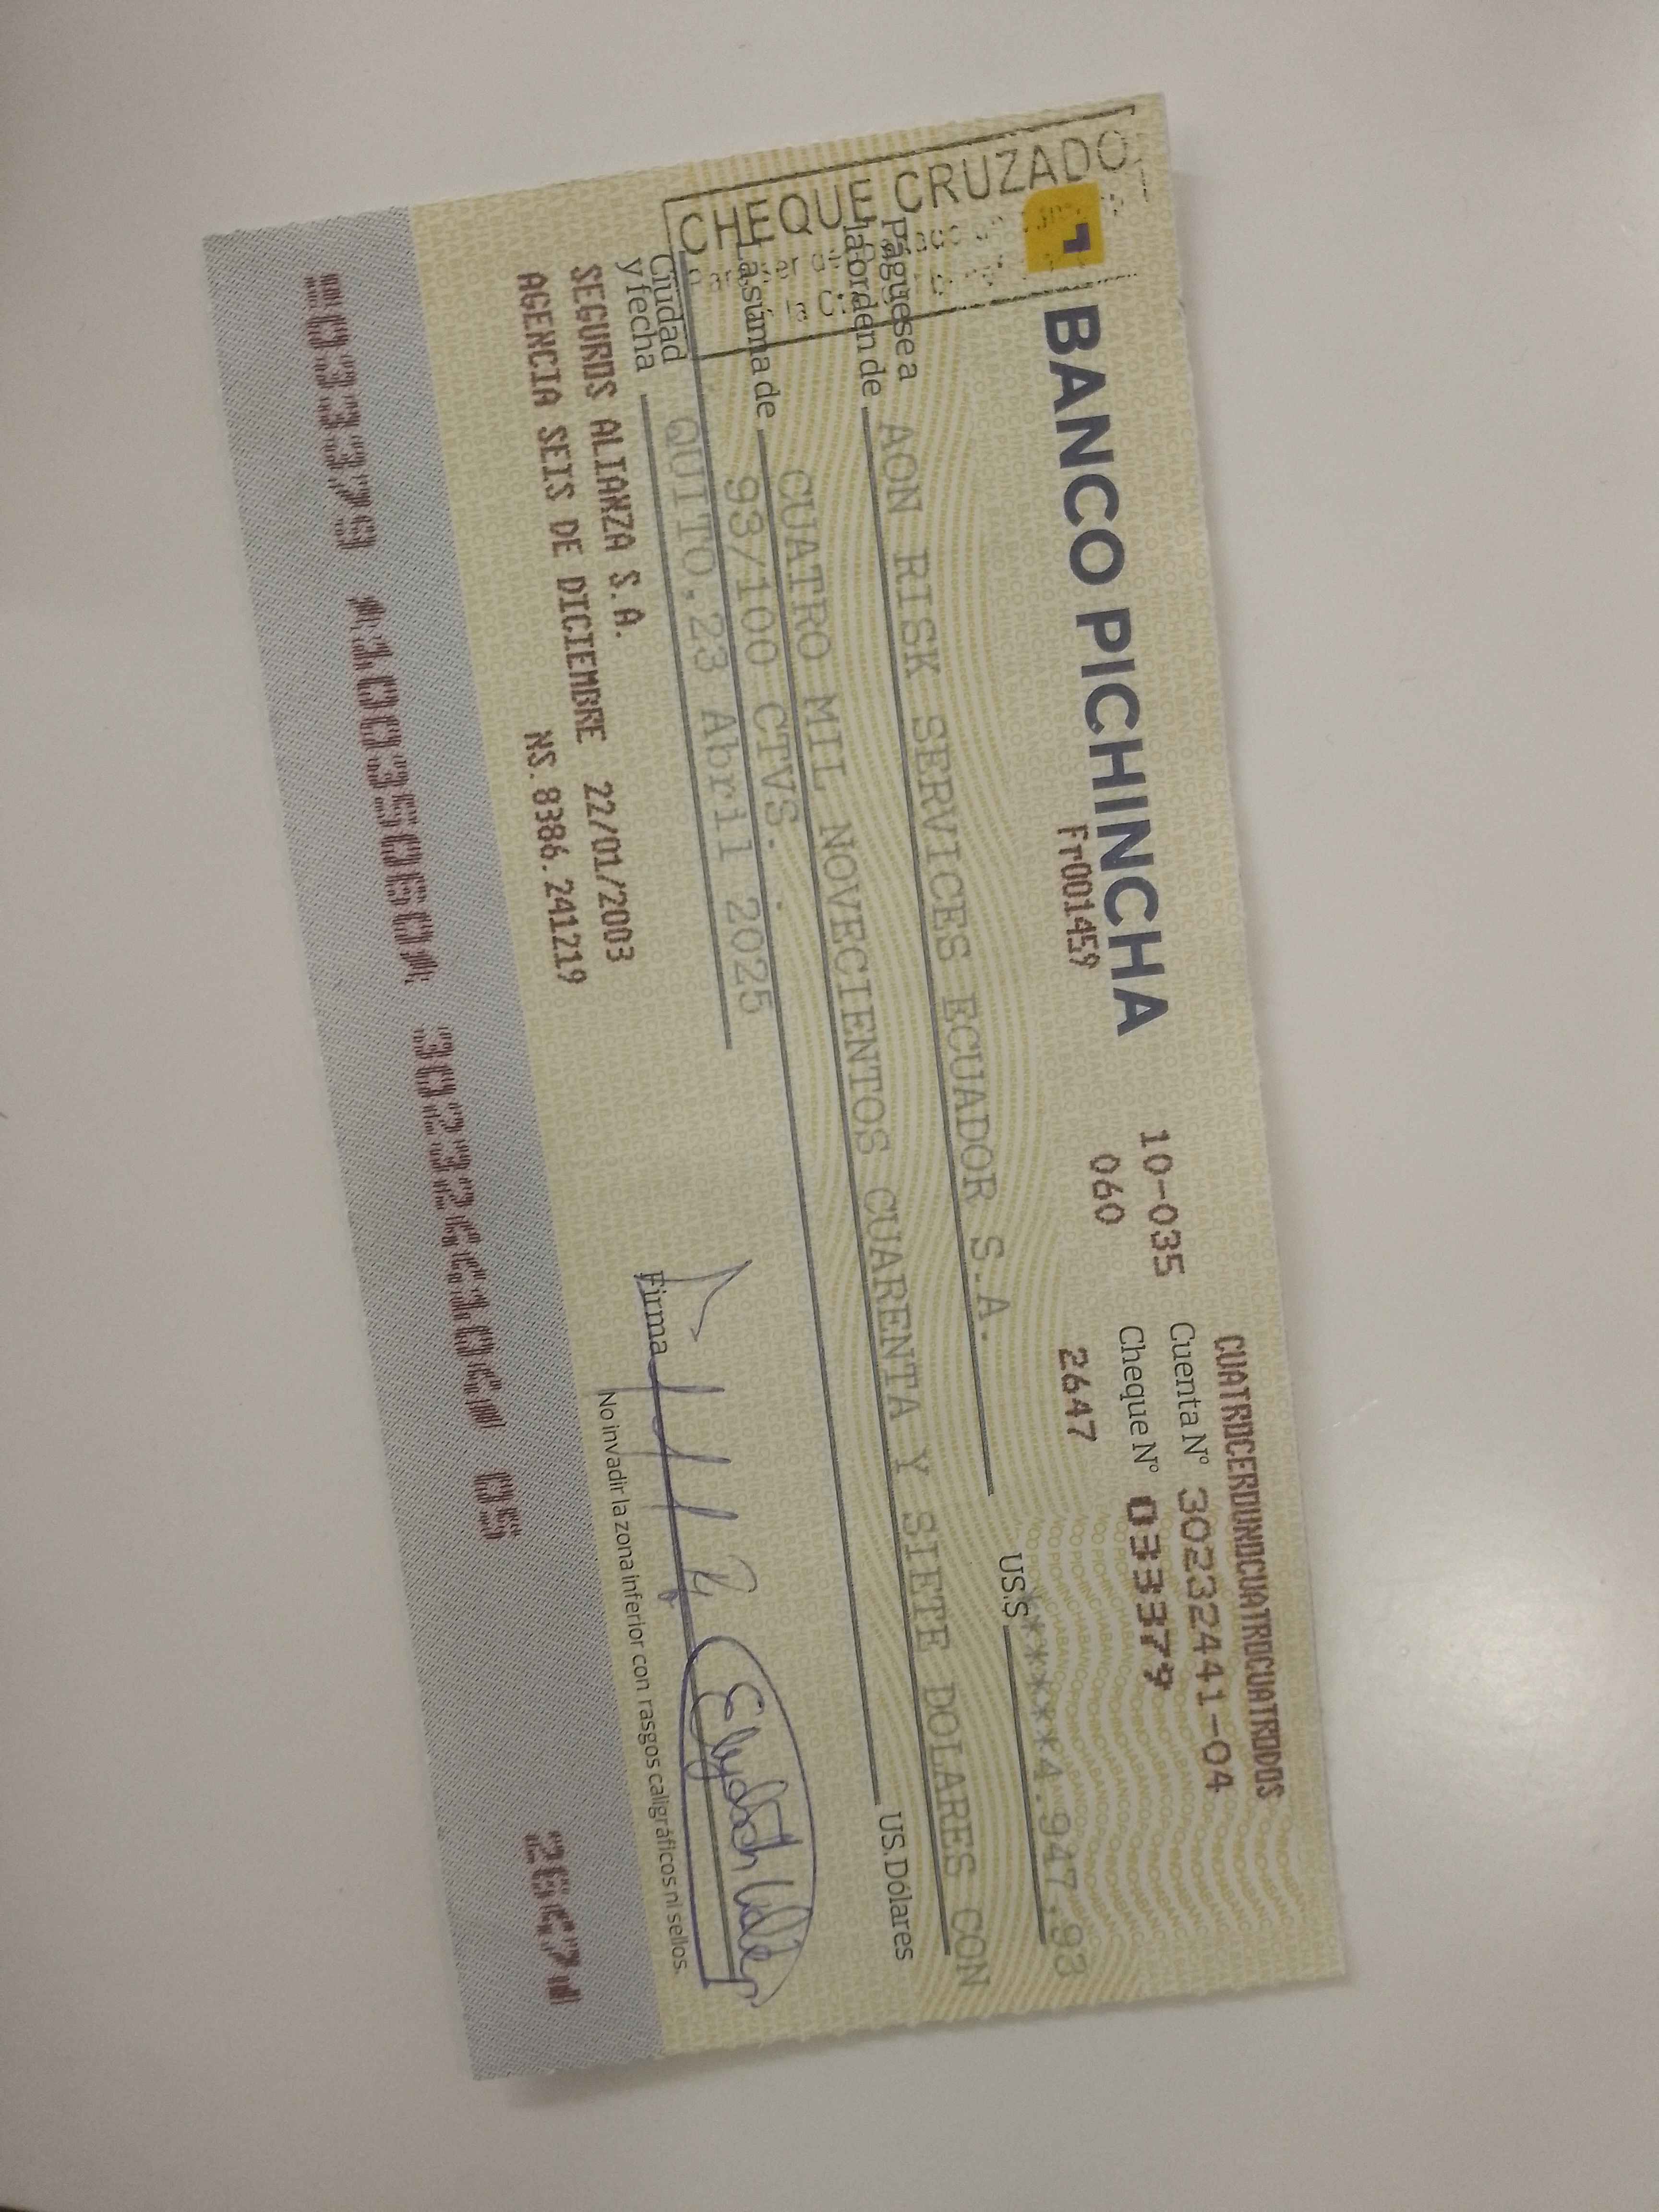 CHEQUE CRUZADO
BANCO PICHINCHA
Fr001459
10-035
060
CUATROCEROUNOCUATROCUATRODOS
Cuenta N° 30232441-04
Cheque N° 033379
2647
Páguese a
la orden de AON RISK SERVICES ECUADOR S.A.
US.$ ******4.947.93
La suma de CUATRO MIL NOVECIENTOS CUARENTA Y SIETE DOLARES CON
93/100 CTVS. .
US. Dólares
Ciudad
y fecha QUITO.23 Abril 2025
SEGUROS ALIANZA S.A. 22/01/2003
AGENCIA SEIS DE DICIEMBRE NS.8386.241219
Firma
No invadir la zona inferior con rasgos caligráficos ni sellos.